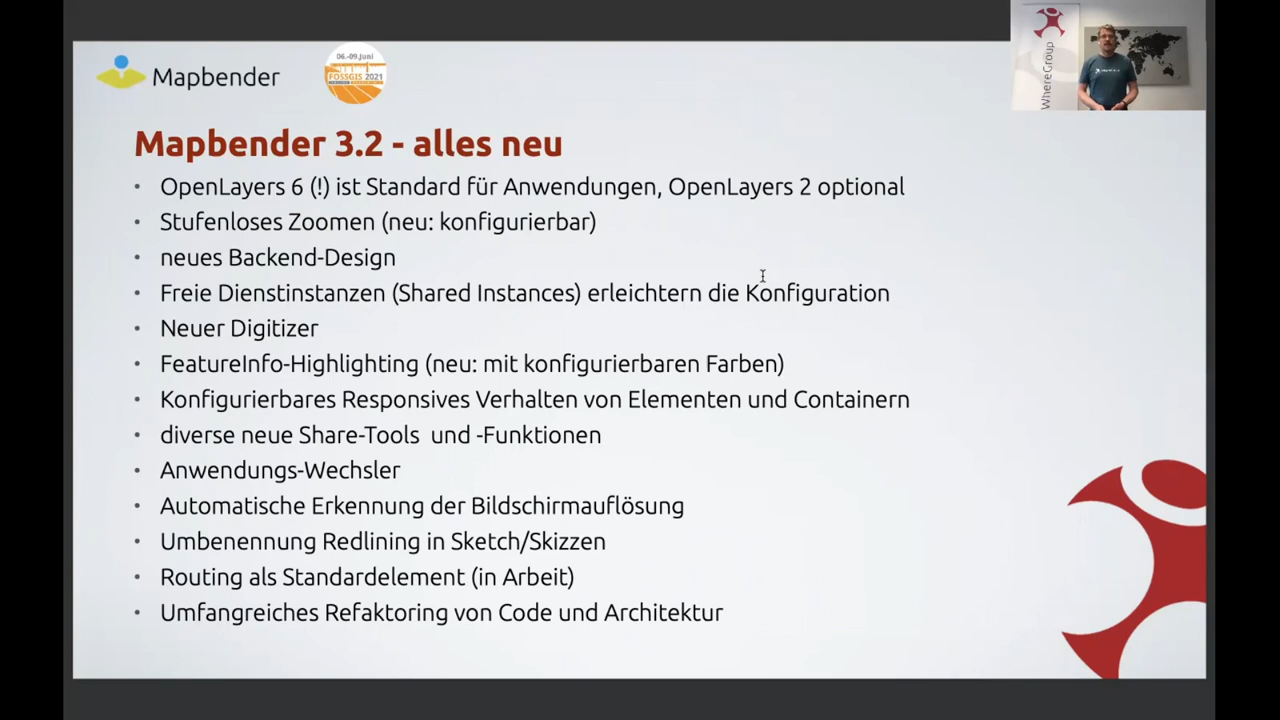 Mapbender
06.-09.Juni
FOSSGIS 2021
WhereGroup
Mapbender 3.2 - alles neu
• OpenLayers 6 (!) ist Standard für Anwendungen, OpenLayers 2 optional
• Stufenloses Zoomen (neu: konfigurierbar)
• neues Backend-Design
• Freie Dienstinstanzen (Shared Instances) erleichtern die Konfiguration
• Neuer Digitizer
• FeatureInfo-Highlighting (neu: mit konfigurierbaren Farben)
• Konfigurierbares Responsives Verhalten von Elementen und Containern
• diverse neue Share-Tools  und -Funktionen
• Anwendungs-Wechsler
• Automatische Erkennung der Bildschirmauflösung
• Umbenennung Redlining in Sketch/Skizzen
• Routing als Standardelement (in Arbeit)
• Umfangreiches Refaktoring von Code und Architektur